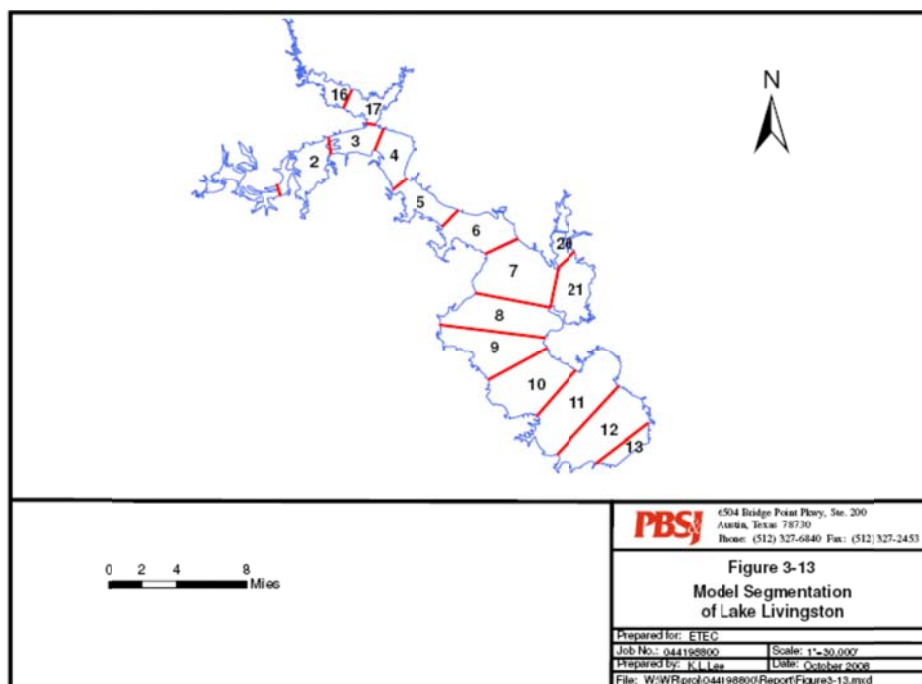 N
16
17
3
2
4
5
6
20
7
21
8
9
10
11
12
13
0 2 4 8
Miles
PBS&J
6504 Bridge Point Pkwy, Ste. 200
Austin, Texas 78730
Phone: (512) 327-6840 Fax: (512) 327-2453
Figure 3-13
Model Segmentation
of Lake Livingston
Prepared for: ETEC
Job No.: 044198800 Scale: 1"=30,000'
Prepared by: K.L.Lee Date: October 2008
File: W:\WR\proj\044198800\Report\Figure3-13.mxd